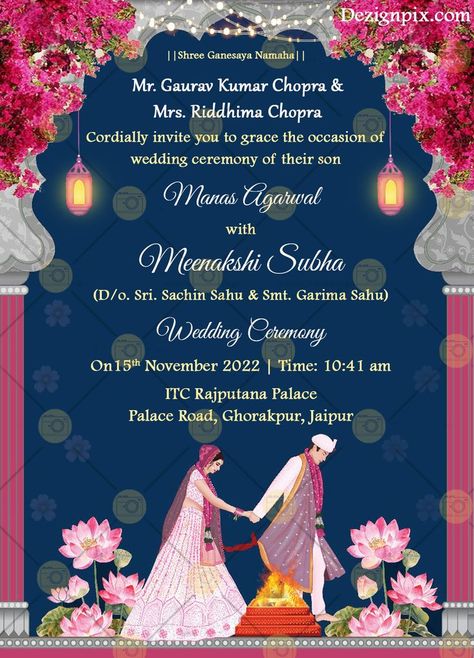 Dezignpix.com
||Shree Ganesaya Namaha||
Mr. Gaurav Kumar Chopra &
Mrs. Riddhima Chopra
Cordially invite you to grace the occasion of
wedding ceremony of their son
Manas Agarwal
with
Meenakshi Subha
(D/o. Sri. Sachin Sahu & Smt. Garima Sahu)
Wedding Ceremony
On15th November 2022 | Time: 10:41 am
ITC Rajputana Palace
Palace Road, Ghorakpur, Jaipur